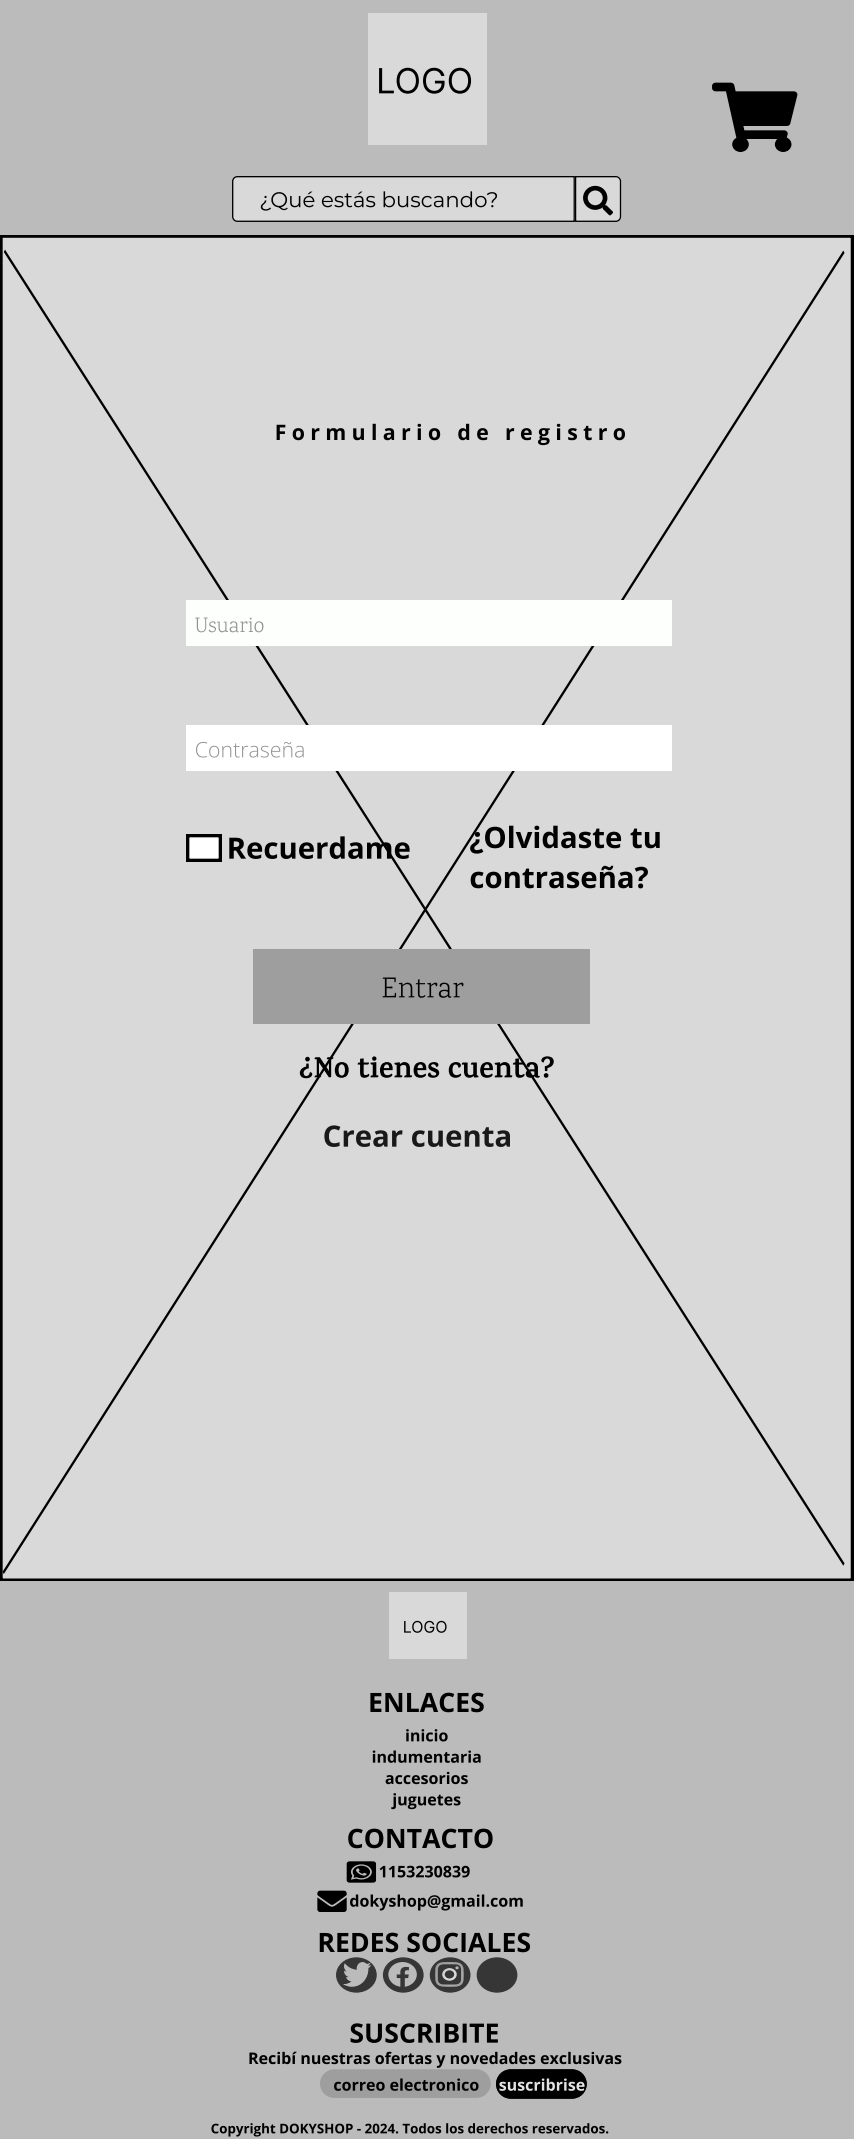 LOGO
¿Qué estás buscando?
Formulario de registro
Usuario
Contraseña
Recuerdame
¿Olvidaste tu
contraseña?
Entrar
¿No tienes cuenta?
Crear cuenta
LOGO
ENLACES
inicio
indumentaria
accesorios
juguetes
CONTACTO
1153230839
dokyshop@gmail.com
REDES SOCIALES
SUSCRIBITE
Recibí nuestras ofertas y novedades exclusivas
correo electronico suscribrise
Copyright DOKYSHOP - 2024. Todos los derechos reservados.